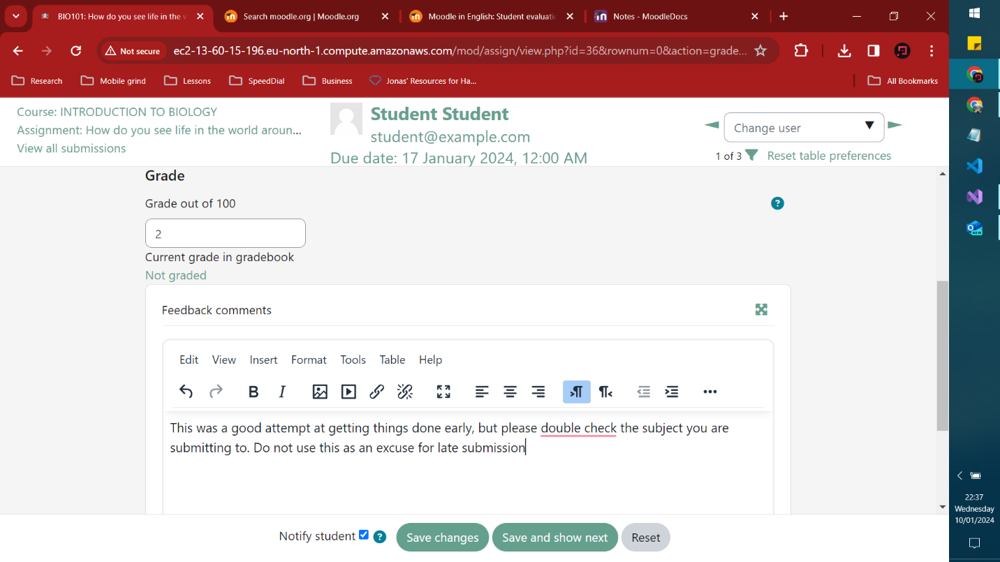 BIO101: How do you see life in the w
Search moodle.org | Moodle.org
Moodle in English: Student evaluatio
Notes - MoodleDocs
Not secure
ec2-13-60-15-196.eu-north-1.compute.amazonaws.com/mod/assign/view.php?id=36&rownum=0&action=grade...
Research
Mobile grind
Lessons
SpeedDial
Business
Jonas' Resources for Ha...
All Bookmarks
Course: INTRODUCTION TO BIOLOGY
Assignment: How do you see life in the world aroun...
View all submissions
Student Student
student@example.com
Due date: 17 January 2024, 12:00 AM
Change user
1 of 3
Reset table preferences
Grade
Grade out of 100
2
Current grade in gradebook
Not graded
Feedback comments
Edit View Insert Format Tools Table Help
This was a good attempt at getting things done early, but please double check the subject you are
submitting to. Do not use this as an excuse for late submission
Notify student
Save changes
Save and show next
Reset
NEW
22:37
Wednesday
10/01/2024